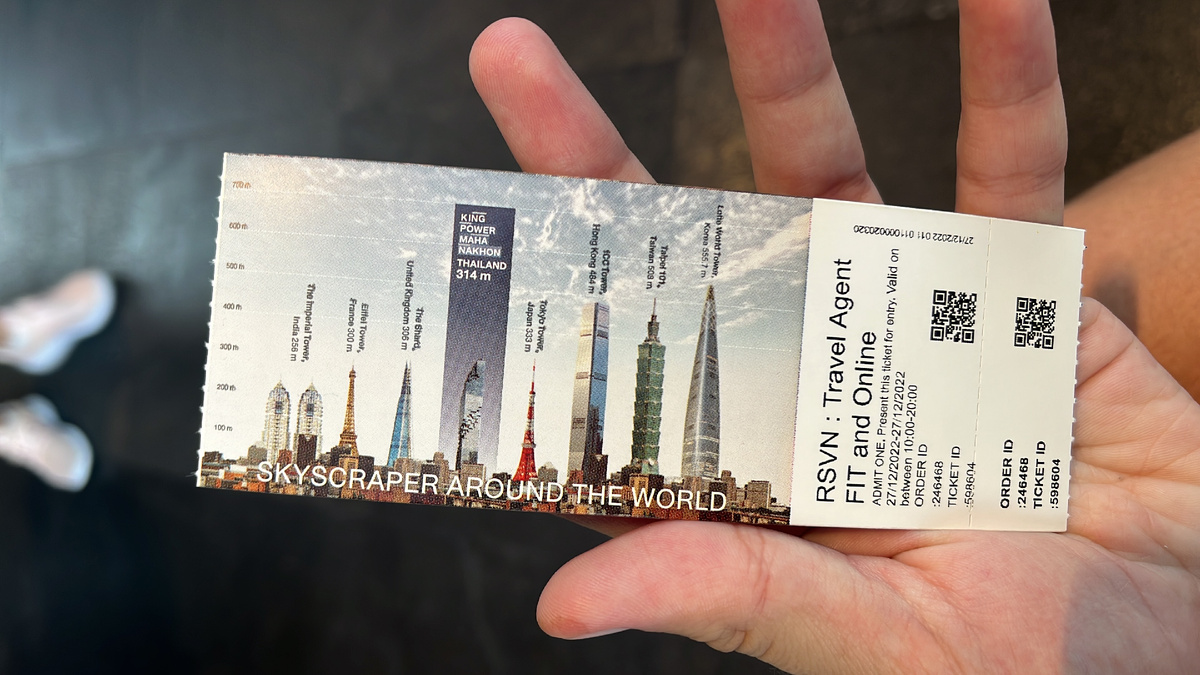 700 m
600 m
500 m
400 m
300 m
200 m
100 m
The Imperial Tower,
India 256 m
Eiffel Tower,
France 300 m
The Shard,
United Kingdom 306 m
KING
POWER
MAHA
NAKHON
THAILAND
314 m
Tokyo Tower,
Japan 333 m
ICC Tower,
Hong Kong 484 m
Taipei 101,
Taiwan 508 m
Lotte World Tower,
Korea 555.7 m
SKYSCRAPER AROUND THE WORLD
RSVN : Travel Agent
FIT and Online
ADMIT ONE. Present this ticket for entry. Valid on
27/12/2022-27/12/2022
between 10:00-20:00
ORDER ID
:246468
TICKET ID
:598604
27/12/2022
ORDER ID
:246468
TICKET ID
:598604